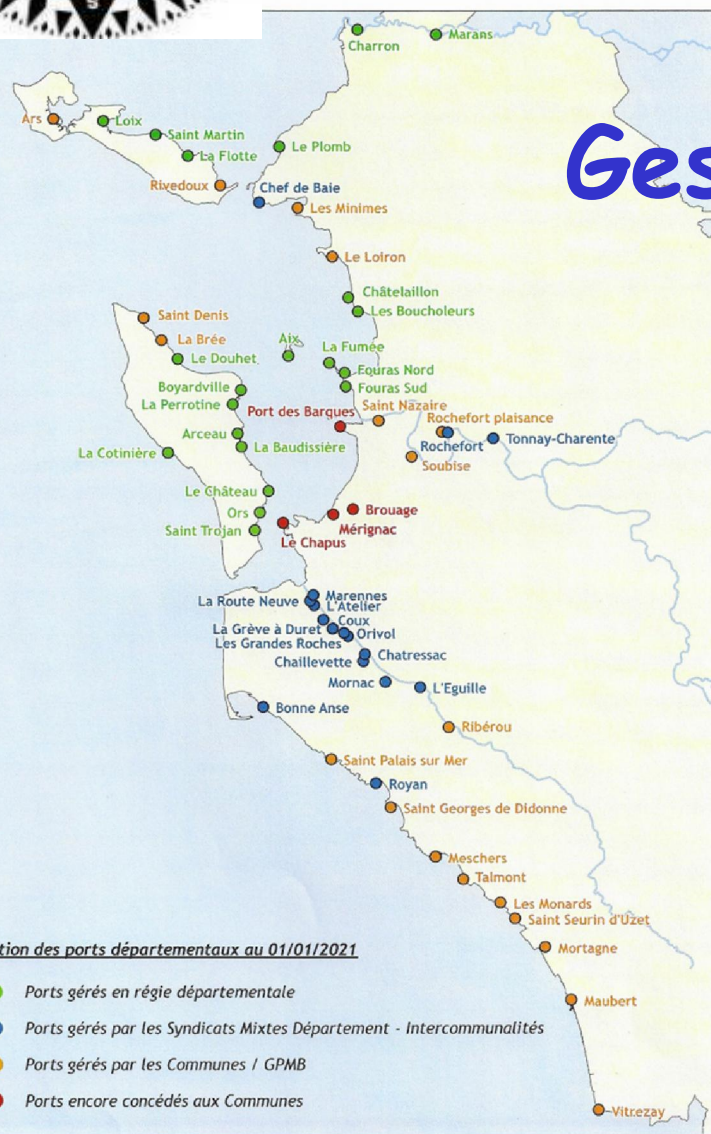 S
Charron
Marans
Ges
Ars
Loix
Saint Martin
La Flotte
Le Plomb
Rivedoux
Chef de Baie
Les Minimes
Le Loiron
Châtelaillon
Les Boucholeurs
Saint Denis
La Brée
Le Douhet
Aix
La Fumée
Fouras Nord
Fouras Sud
Boyardville
La Perrotine
Port des Barques
Saint Nazaire
Rochefort plaisance
Rochefort
Tonnay-Charente
Soubise
Arceau
La Baudissière
La Cotinière
Le Château
Ors
Saint Trojan
Brouage
Mérignac
Le Chapus
Marennes
La Route Neuve
L'Atelier
Coux
La Grève à Duret
Orivol
Les Grandes Roches
Chatressac
Chaillevette
Mornac
L'Eguille
Bonne Anse
Ribérou
Saint Palais sur Mer
Royan
Saint Georges de Didonne
Meschers
Talmont
Les Monards
Saint Seurin d'Uzet
Mortagne
Maubert
Vitrezay
tion des ports départementaux au 01/01/2021
Ports gérés en régie départementale
Ports gérés par les Syndicats Mixtes Département - Intercommunalités
Ports gérés par les Communes / GPMB
Ports encore concédés aux Communes